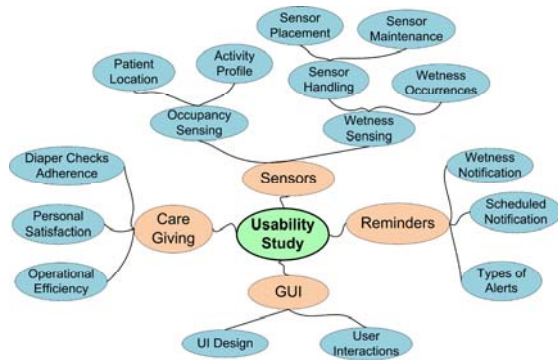 Sensor
Placement
Sensor
Maintenance
Patient
Location
Activity
Profile
Sensor
Handling
Wetness
Occurrences
Occupancy
Sensing
Wetness
Sensing
Diaper Checks
Adherence
Sensors
Wetness
Notification
Personal
Satisfaction
Care
Giving
Usability
Study
Reminders
Scheduled
Notification
Operational
Efficiency
GUI
Types of
Alerts
UI Design
User
Interactions